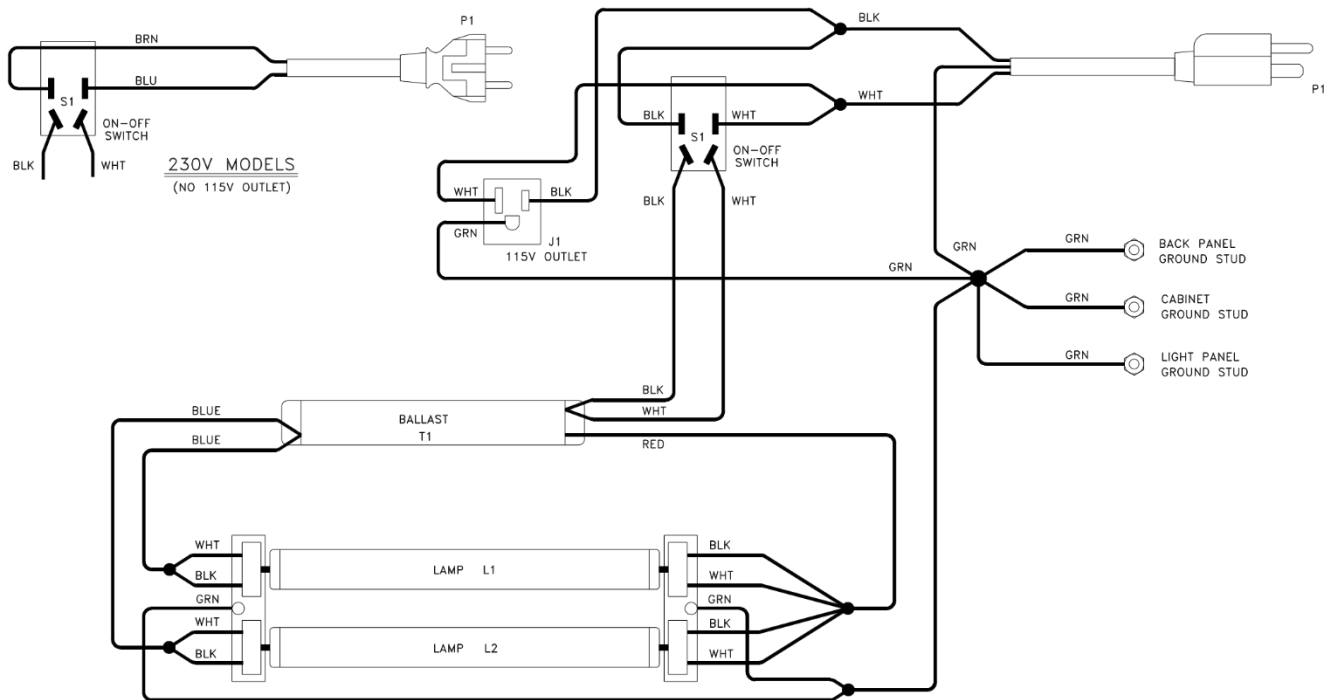 BRN
P1
BLU
S1
ON-OFF
SWITCH
BLK
WHT
230V MODELS
(NO 115V OUTLET)
BLK
WHT
P1
BLK
WHT
S1
ON-OFF
SWITCH
BLK
WHT
WHT
BLK
GRN
J1
115V OUTLET
GRN
GRN
GRN
BACK PANEL
GROUND STUD
GRN
CABINET
GROUND STUD
GRN
LIGHT PANEL
GROUND STUD
BLUE
BLUE
BALLAST
T1
BLK
WHT
RED
WHT
BLK
GRN
WHT
BLK
LAMP L1
LAMP L2
BLK
WHT
GRN
BLK
WHT